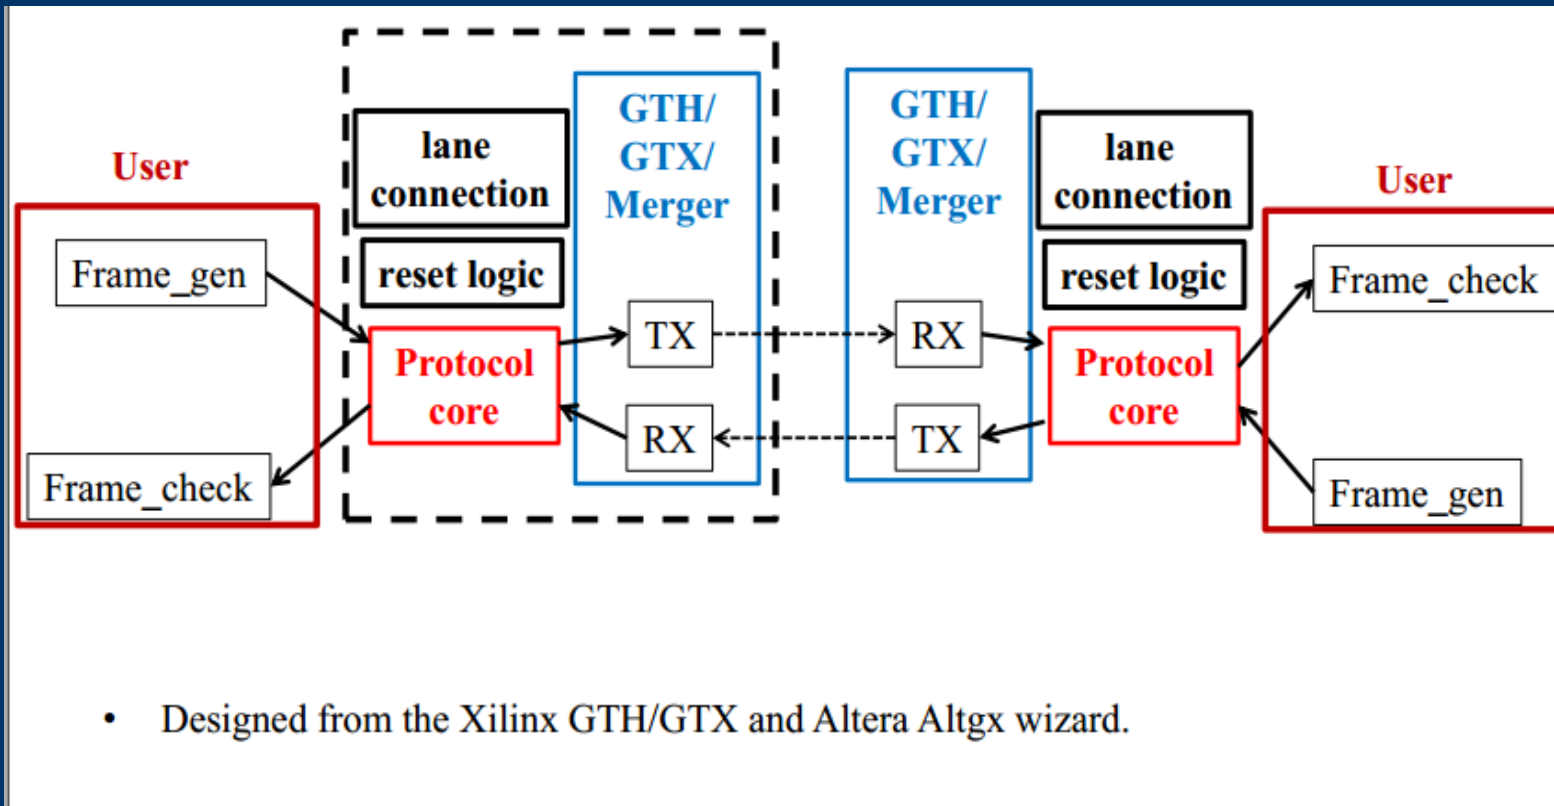 User
Frame_gen
Frame_check
lane
connection
reset logic
Protocol
core
GTH/
GTX/
Merger
TX
RX
GTH/
GTX/
Merger
RX
TX
lane
connection
reset logic
Protocol
core
User
Frame_check
Frame_gen
• Designed from the Xilinx GTH/GTX and Altera Altgx wizard.